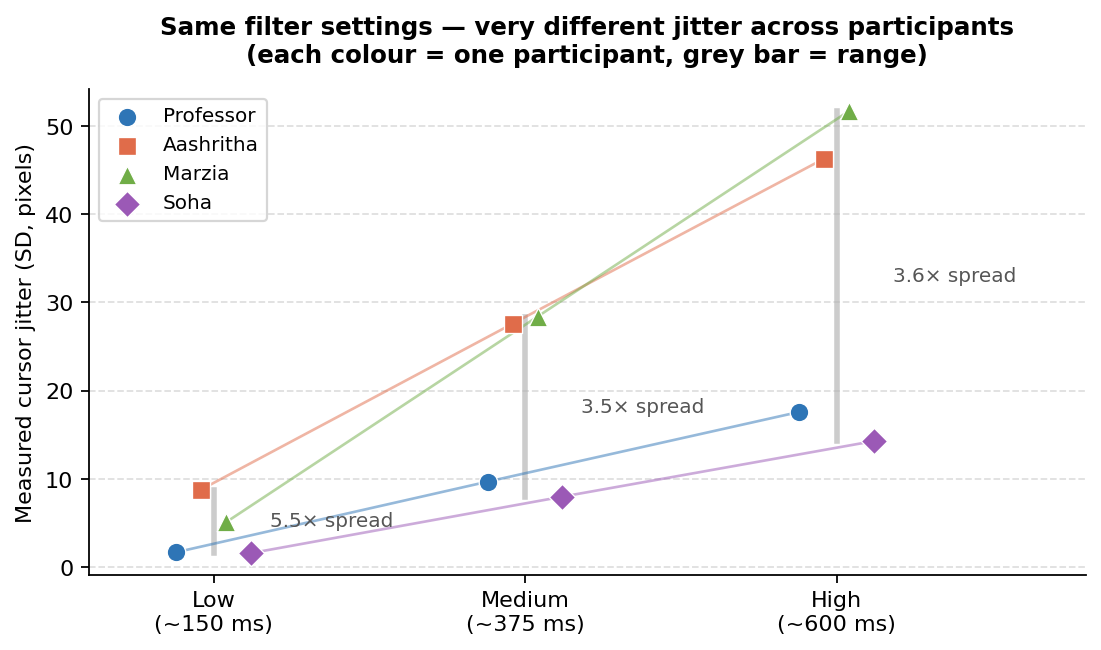 Same filter settings — very different jitter across participants
(each colour = one participant, grey bar = range)
Professor
Aashritha
Marzia
Soha
Measured cursor jitter (SD, pixels)
50
40
30
20
10
0
3.6× spread
3.5× spread
5.5× spread
Low
(~150 ms)
Medium
(~375 ms)
High
(~600 ms)